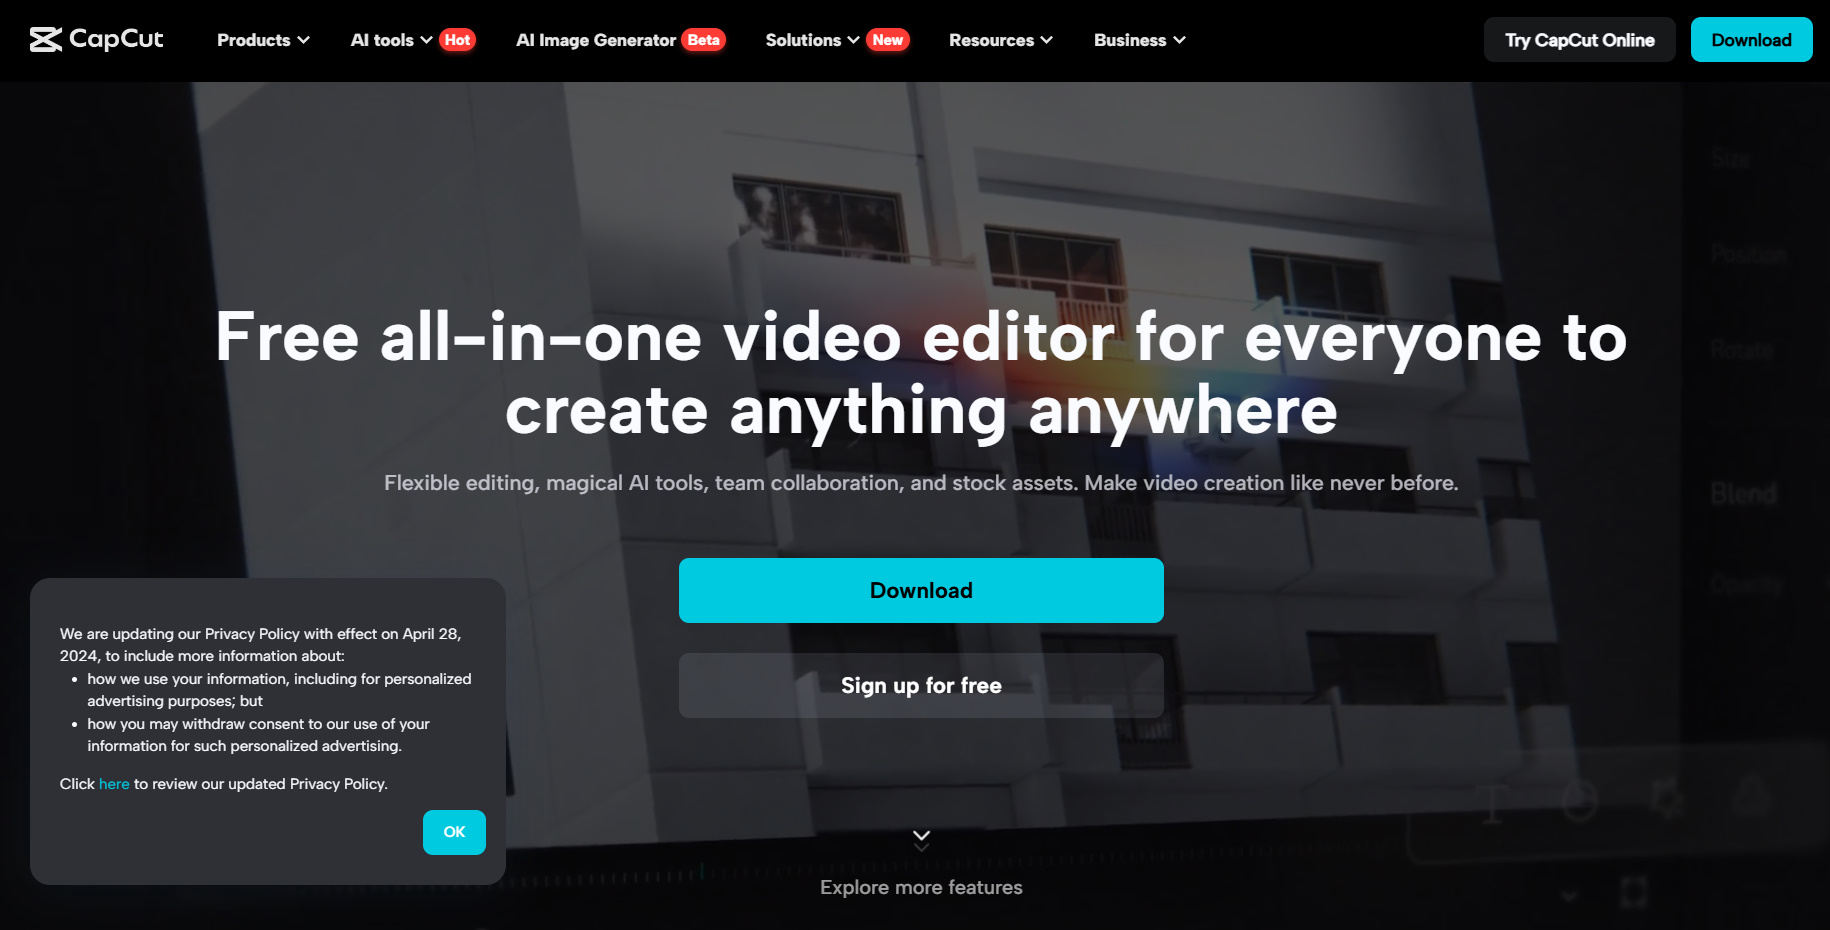 CapCut
Products
AI tools Hot
AI Image Generator Beta
Solutions New
Resources
Business
Try CapCut Online
Download
Size
Position
Rotate
Free all-in-one video editor for everyone to
create anything anywhere
Flexible editing, magical AI tools, team collaboration, and stock assets. Make video creation like never before.
Blend
Opacity
Download
Sign up for free
We are updating our Privacy Policy with effect on April 28,
2024, to include more information about:
• how we use your information, including for personalized
advertising purposes; but
• how you may withdraw consent to our use of your
information for such personalized advertising.
Click here to review our updated Privacy Policy.
OK
T
Explore more features